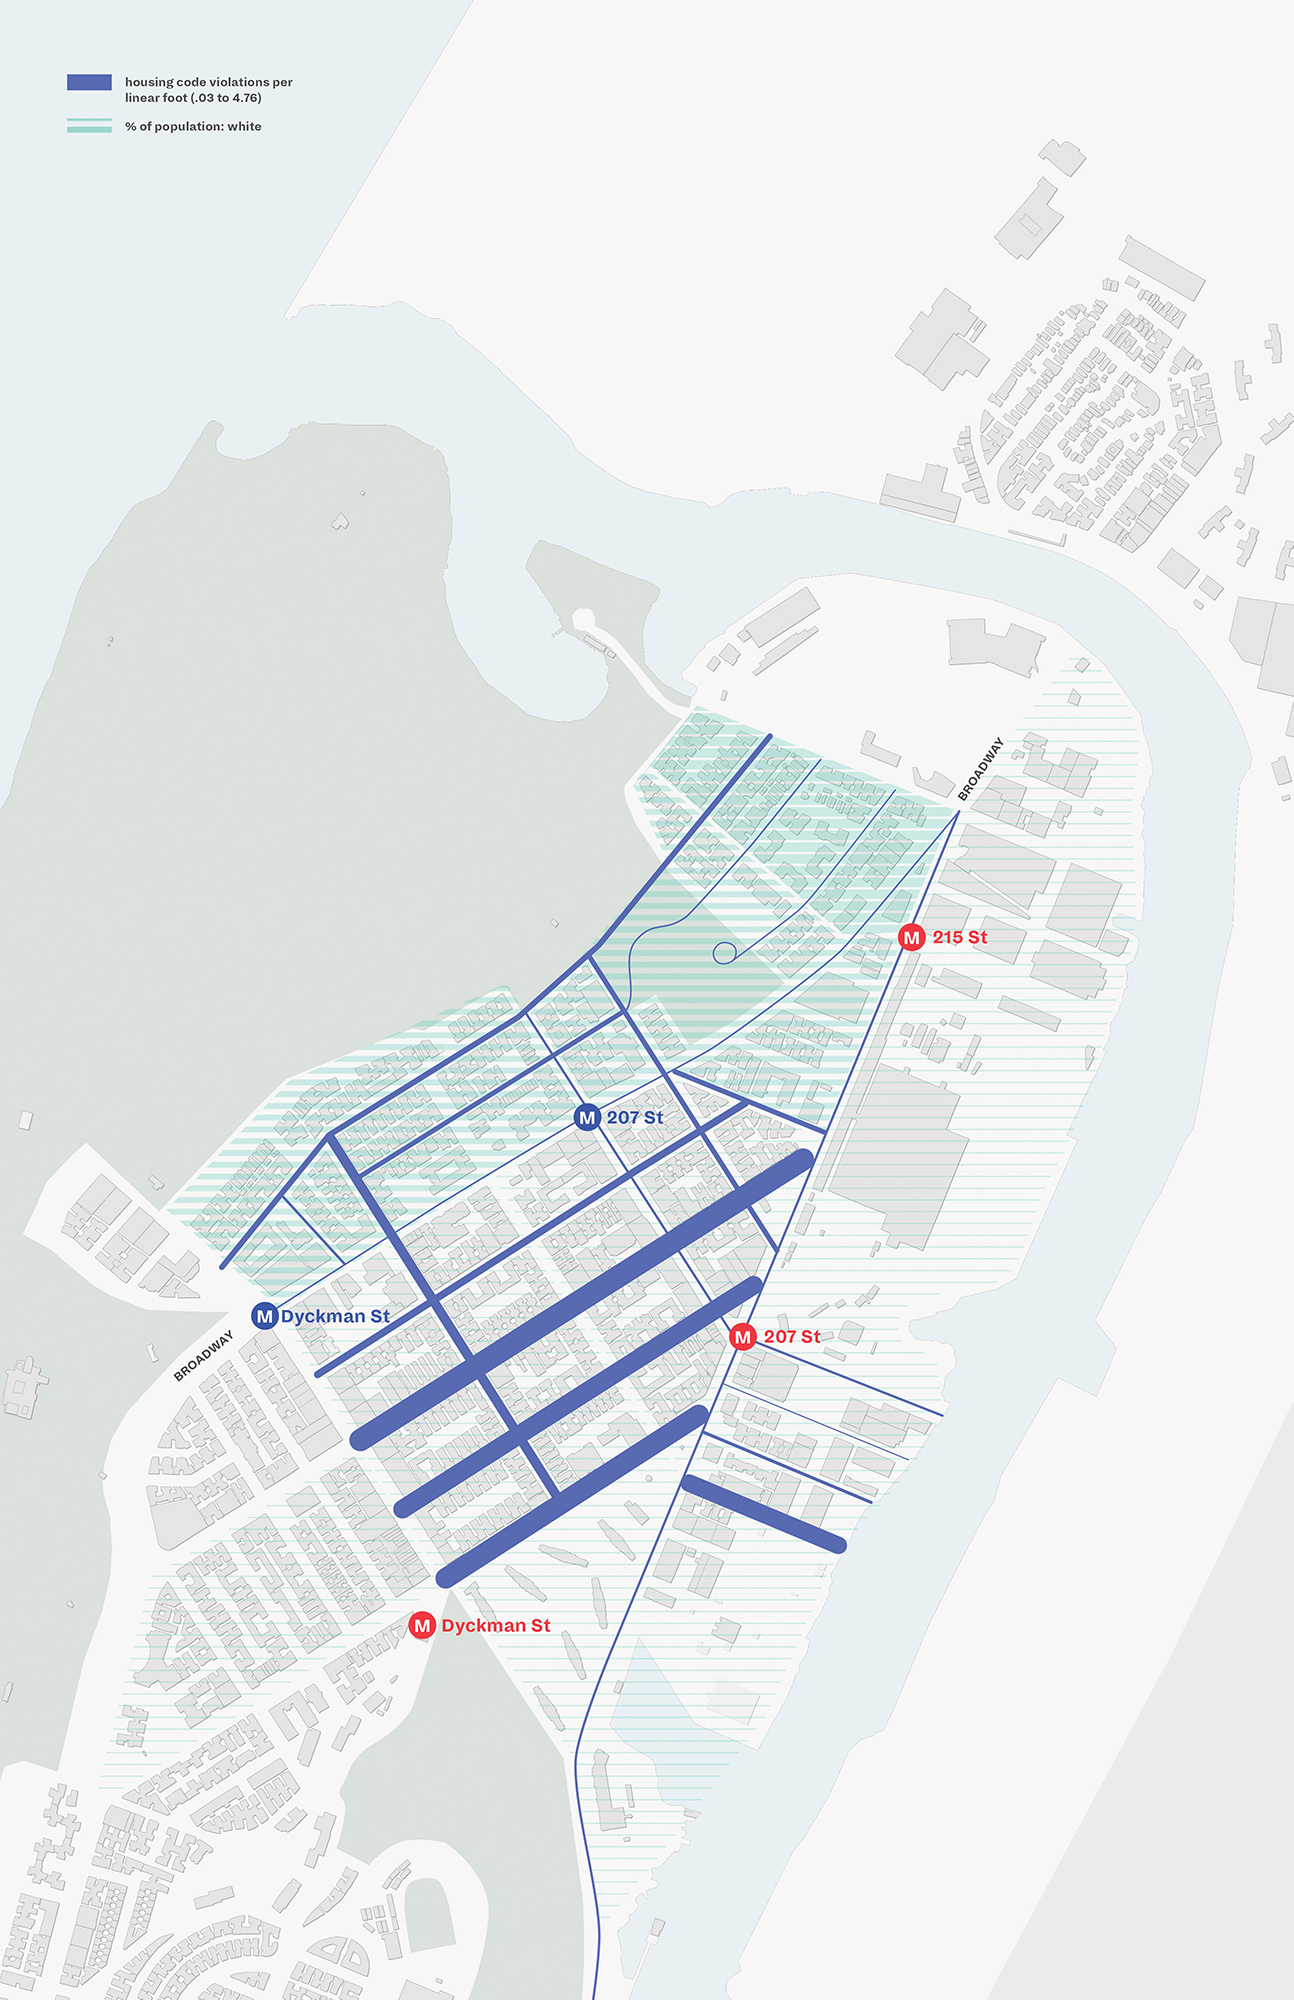 housing code violations per
linear foot (.03 to 4.76)
% of population: white
BROADWAY
M 215 St
M 207 St
M Dyckman St
M 207 St
BROADWAY
M Dyckman St